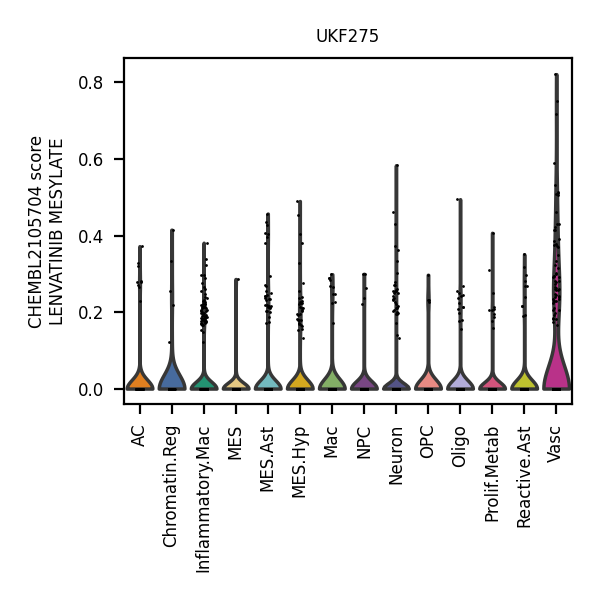 UKF275
CHEMBL2105704 score
LENVATINIB MESYLATE
0.8
0.6
0.4
0.2
0.0
AC
Chromatin.Reg
Inflammatory.Mac
MES
MES.Ast
MES.Hyp
Mac
NPC
Neuron
OPC
Oligo
Prolif.Metab
Reactive.Ast
Vasc